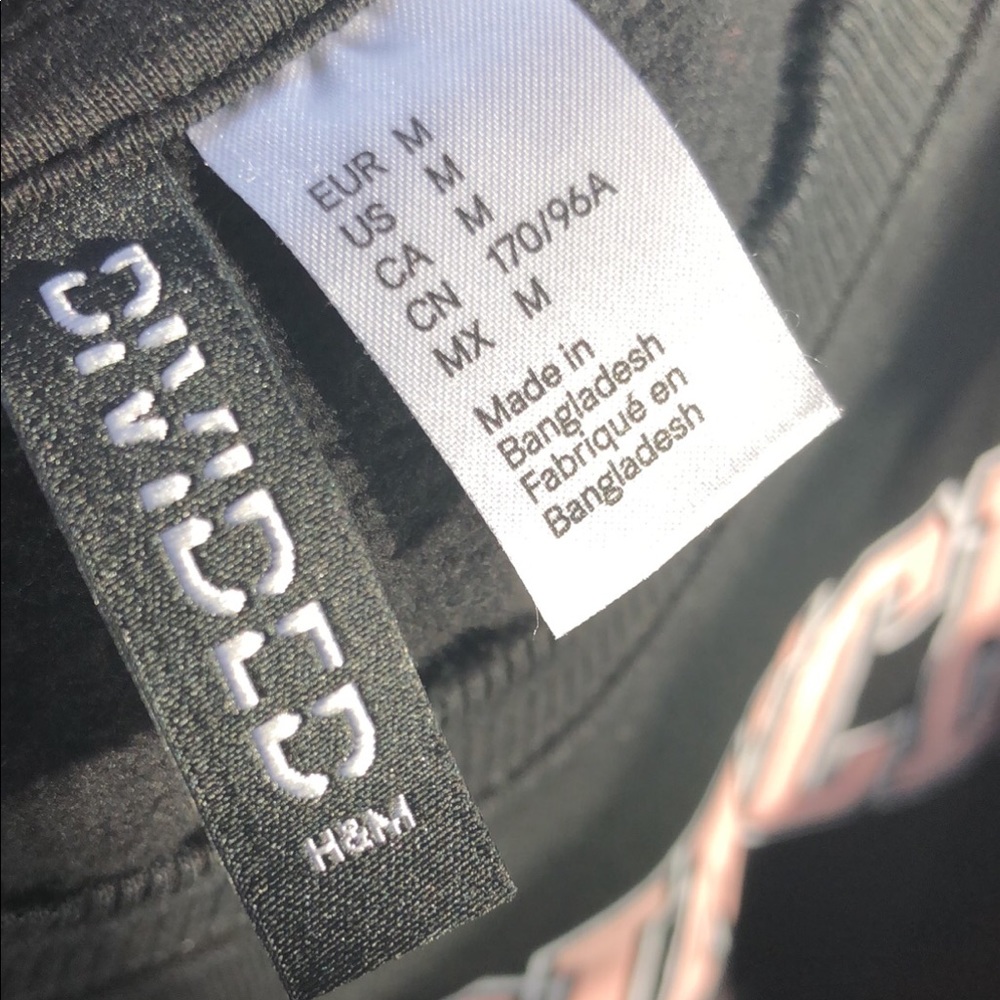 DIVIDED
H&M
EUR M
US M
CA M
CN 170/96A
MX M
Made in
Bangladesh
Fabriqué en
Bangladesh